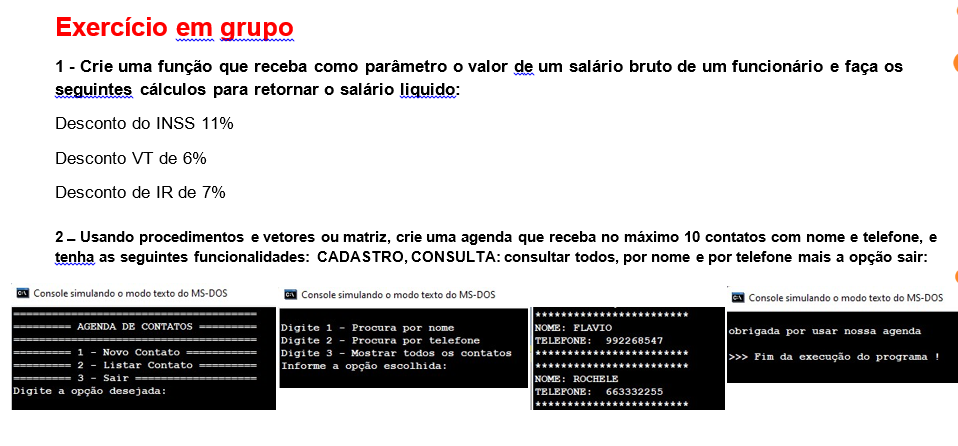 Exercício em grupo
1 - Crie uma função que receba como parâmetro o valor de um salário bruto de um funcionário e faça os
seguintes cálculos para retornar o salário liquido:
Desconto do INSS 11%
Desconto VT de 6%
Desconto de IR de 7%
2 – Usando procedimentos e vetores ou matriz, crie uma agenda que receba no máximo 10 contatos com nome e telefone, e
tenha as seguintes funcionalidades: CADASTRO, CONSULTA: consultar todos, por nome e por telefone mais a opção sair:
Console simulando o modo texto do MS-DOS
==========================================
========== AGENDA DE CONTATOS ==========
==========================================
========== 1 - Novo Contato ============
========== 2 - Listar Contato ==========
========== 3 - Sair ====================
Digite a opção desejada:
Console simulando o modo texto do MS-DOS
Digite 1 - Procura por nome
Digite 2 - Procura por telefone
Digite 3 - Mostrar todos os contatos
Informe a opção escolhida:
*************************
NOME: FLAVIO
TELEFONE: 992268547
*************************
*************************
NOME: ROCHELE
TELEFONE: 663332255
*************************
Console simulando o modo texto do MS-DOS
obrigada por usar nossa agenda
>>> Fim da execução do programa !